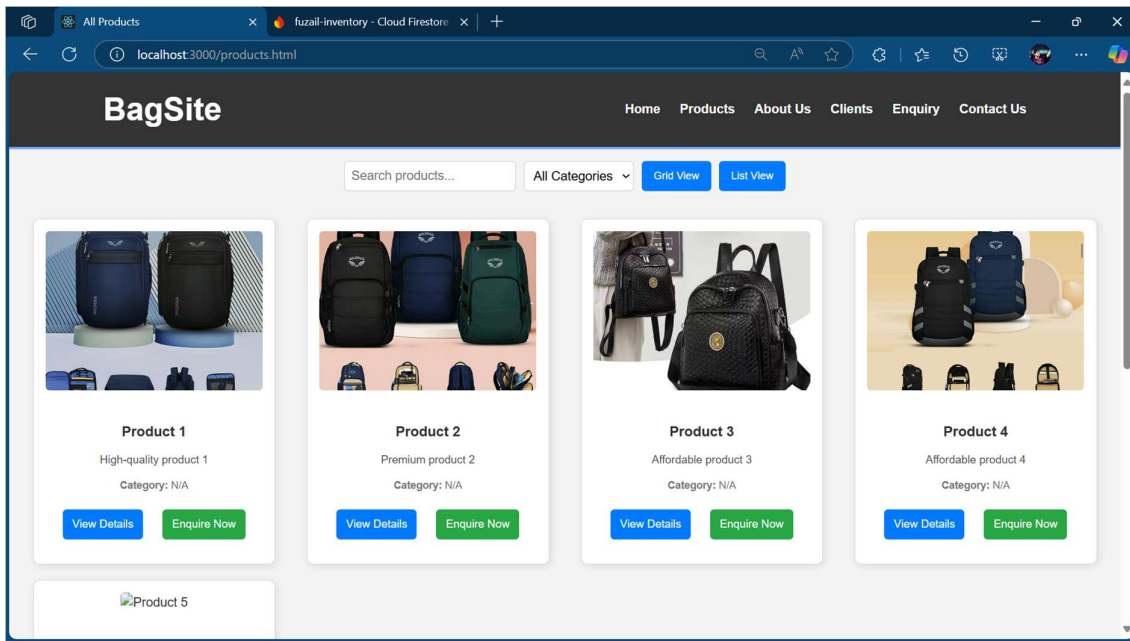 All Products
fuzail-inventory - Cloud Firestore
localhost:3000/products.html
BagSite
Home Products About Us Clients Enquiry Contact Us
Search products...
All Categories
Grid View
List View
Product 1
High-quality product 1
Category: N/A
View Details Enquire Now
Product 2
Premium product 2
Category: N/A
View Details Enquire Now
Product 3
Affordable product 3
Category: N/A
View Details Enquire Now
Product 4
Affordable product 4
Category: N/A
View Details Enquire Now
Product 5